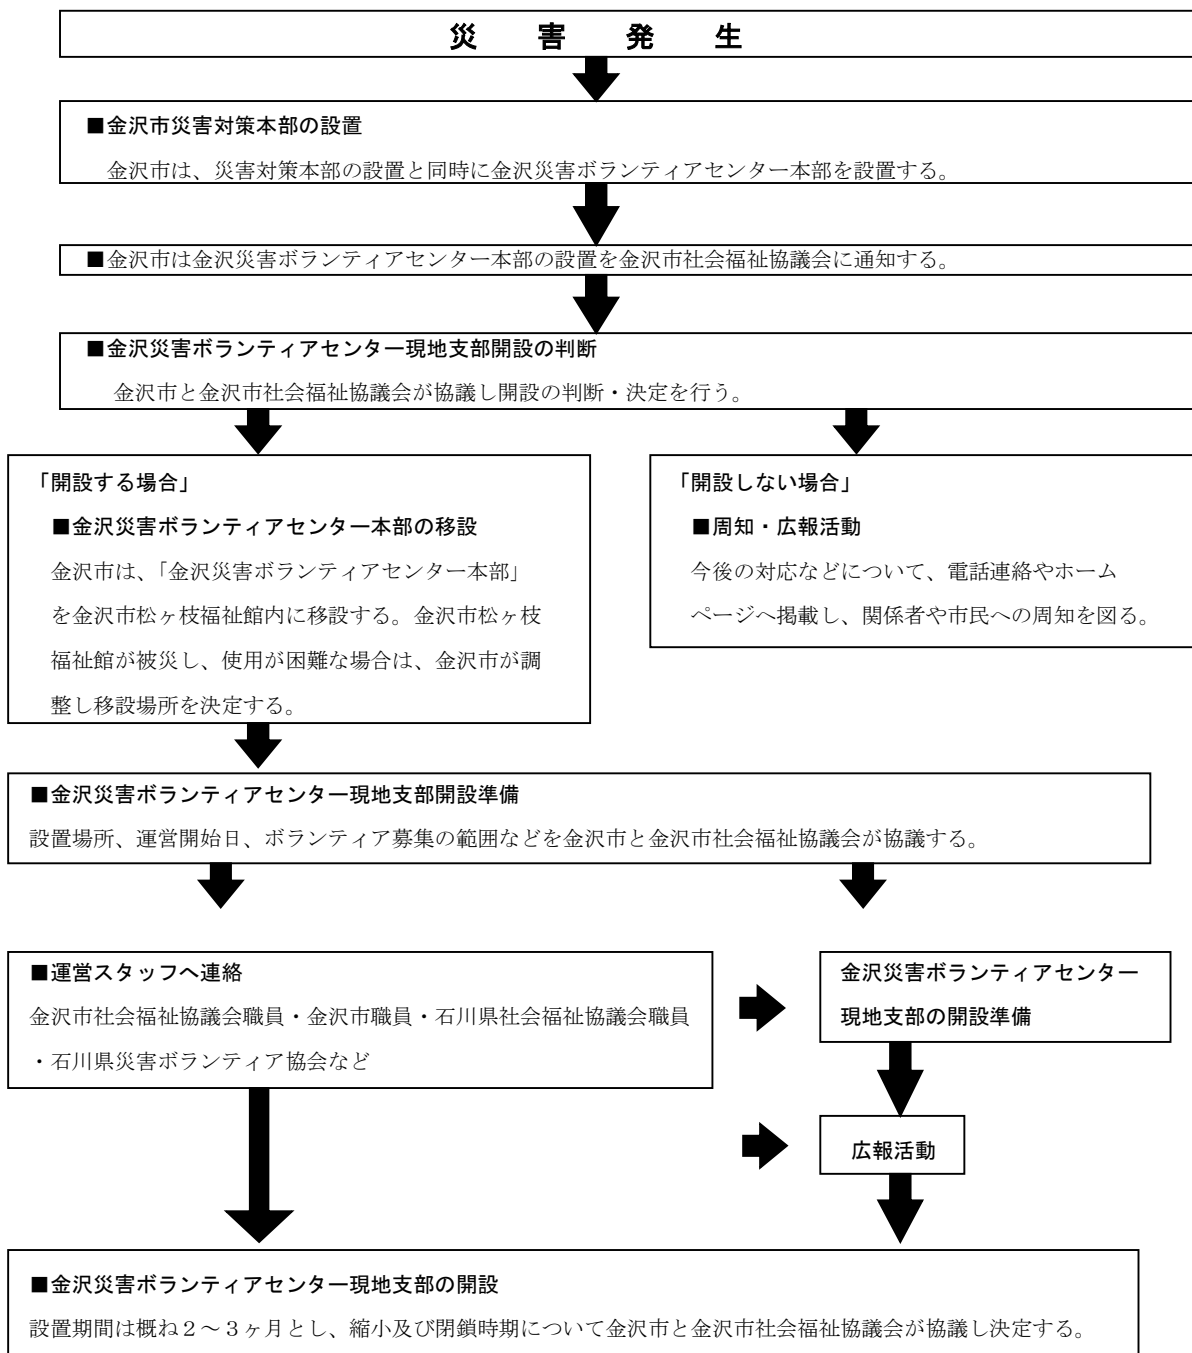 災　害　発　生
■金沢市災害対策本部の設置
金沢市は、災害対策本部の設置と同時に金沢災害ボランティアセンター本部を設置する。
■金沢市は金沢災害ボランティアセンター本部の設置を金沢市社会福祉協議会に通知する。
■金沢災害ボランティアセンター現地支部開設の判断
金沢市と金沢市社会福祉協議会が協議し開設の判断・決定を行う。
「開設する場合」
■金沢災害ボランティアセンター本部の移設
金沢市は、「金沢災害ボランティアセンター本部」
を金沢市松ヶ枝福祉館内に移設する。金沢市松ヶ枝
福祉館が被災し、使用が困難な場合は、金沢市が調
整し移設場所を決定する。
「開設しない場合」
■周知・広報活動
今後の対応などについて、電話連絡やホーム
ページへ掲載し、関係者や市民への周知を図る。
■金沢災害ボランティアセンター現地支部開設準備
設置場所、運営開始日、ボランティア募集の範囲などを金沢市と金沢市社会福祉協議会が協議する。
■運営スタッフへ連絡
金沢市社会福祉協議会職員・金沢市職員・石川県社会福祉協議会職員
・石川県災害ボランティア協会など
金沢災害ボランティアセンター
現地支部の開設準備
広報活動
■金沢災害ボランティアセンター現地支部の開設
設置期間は概ね２～３ヶ月とし、縮小及び閉鎖時期について金沢市と金沢市社会福祉協議会が協議し決定する。